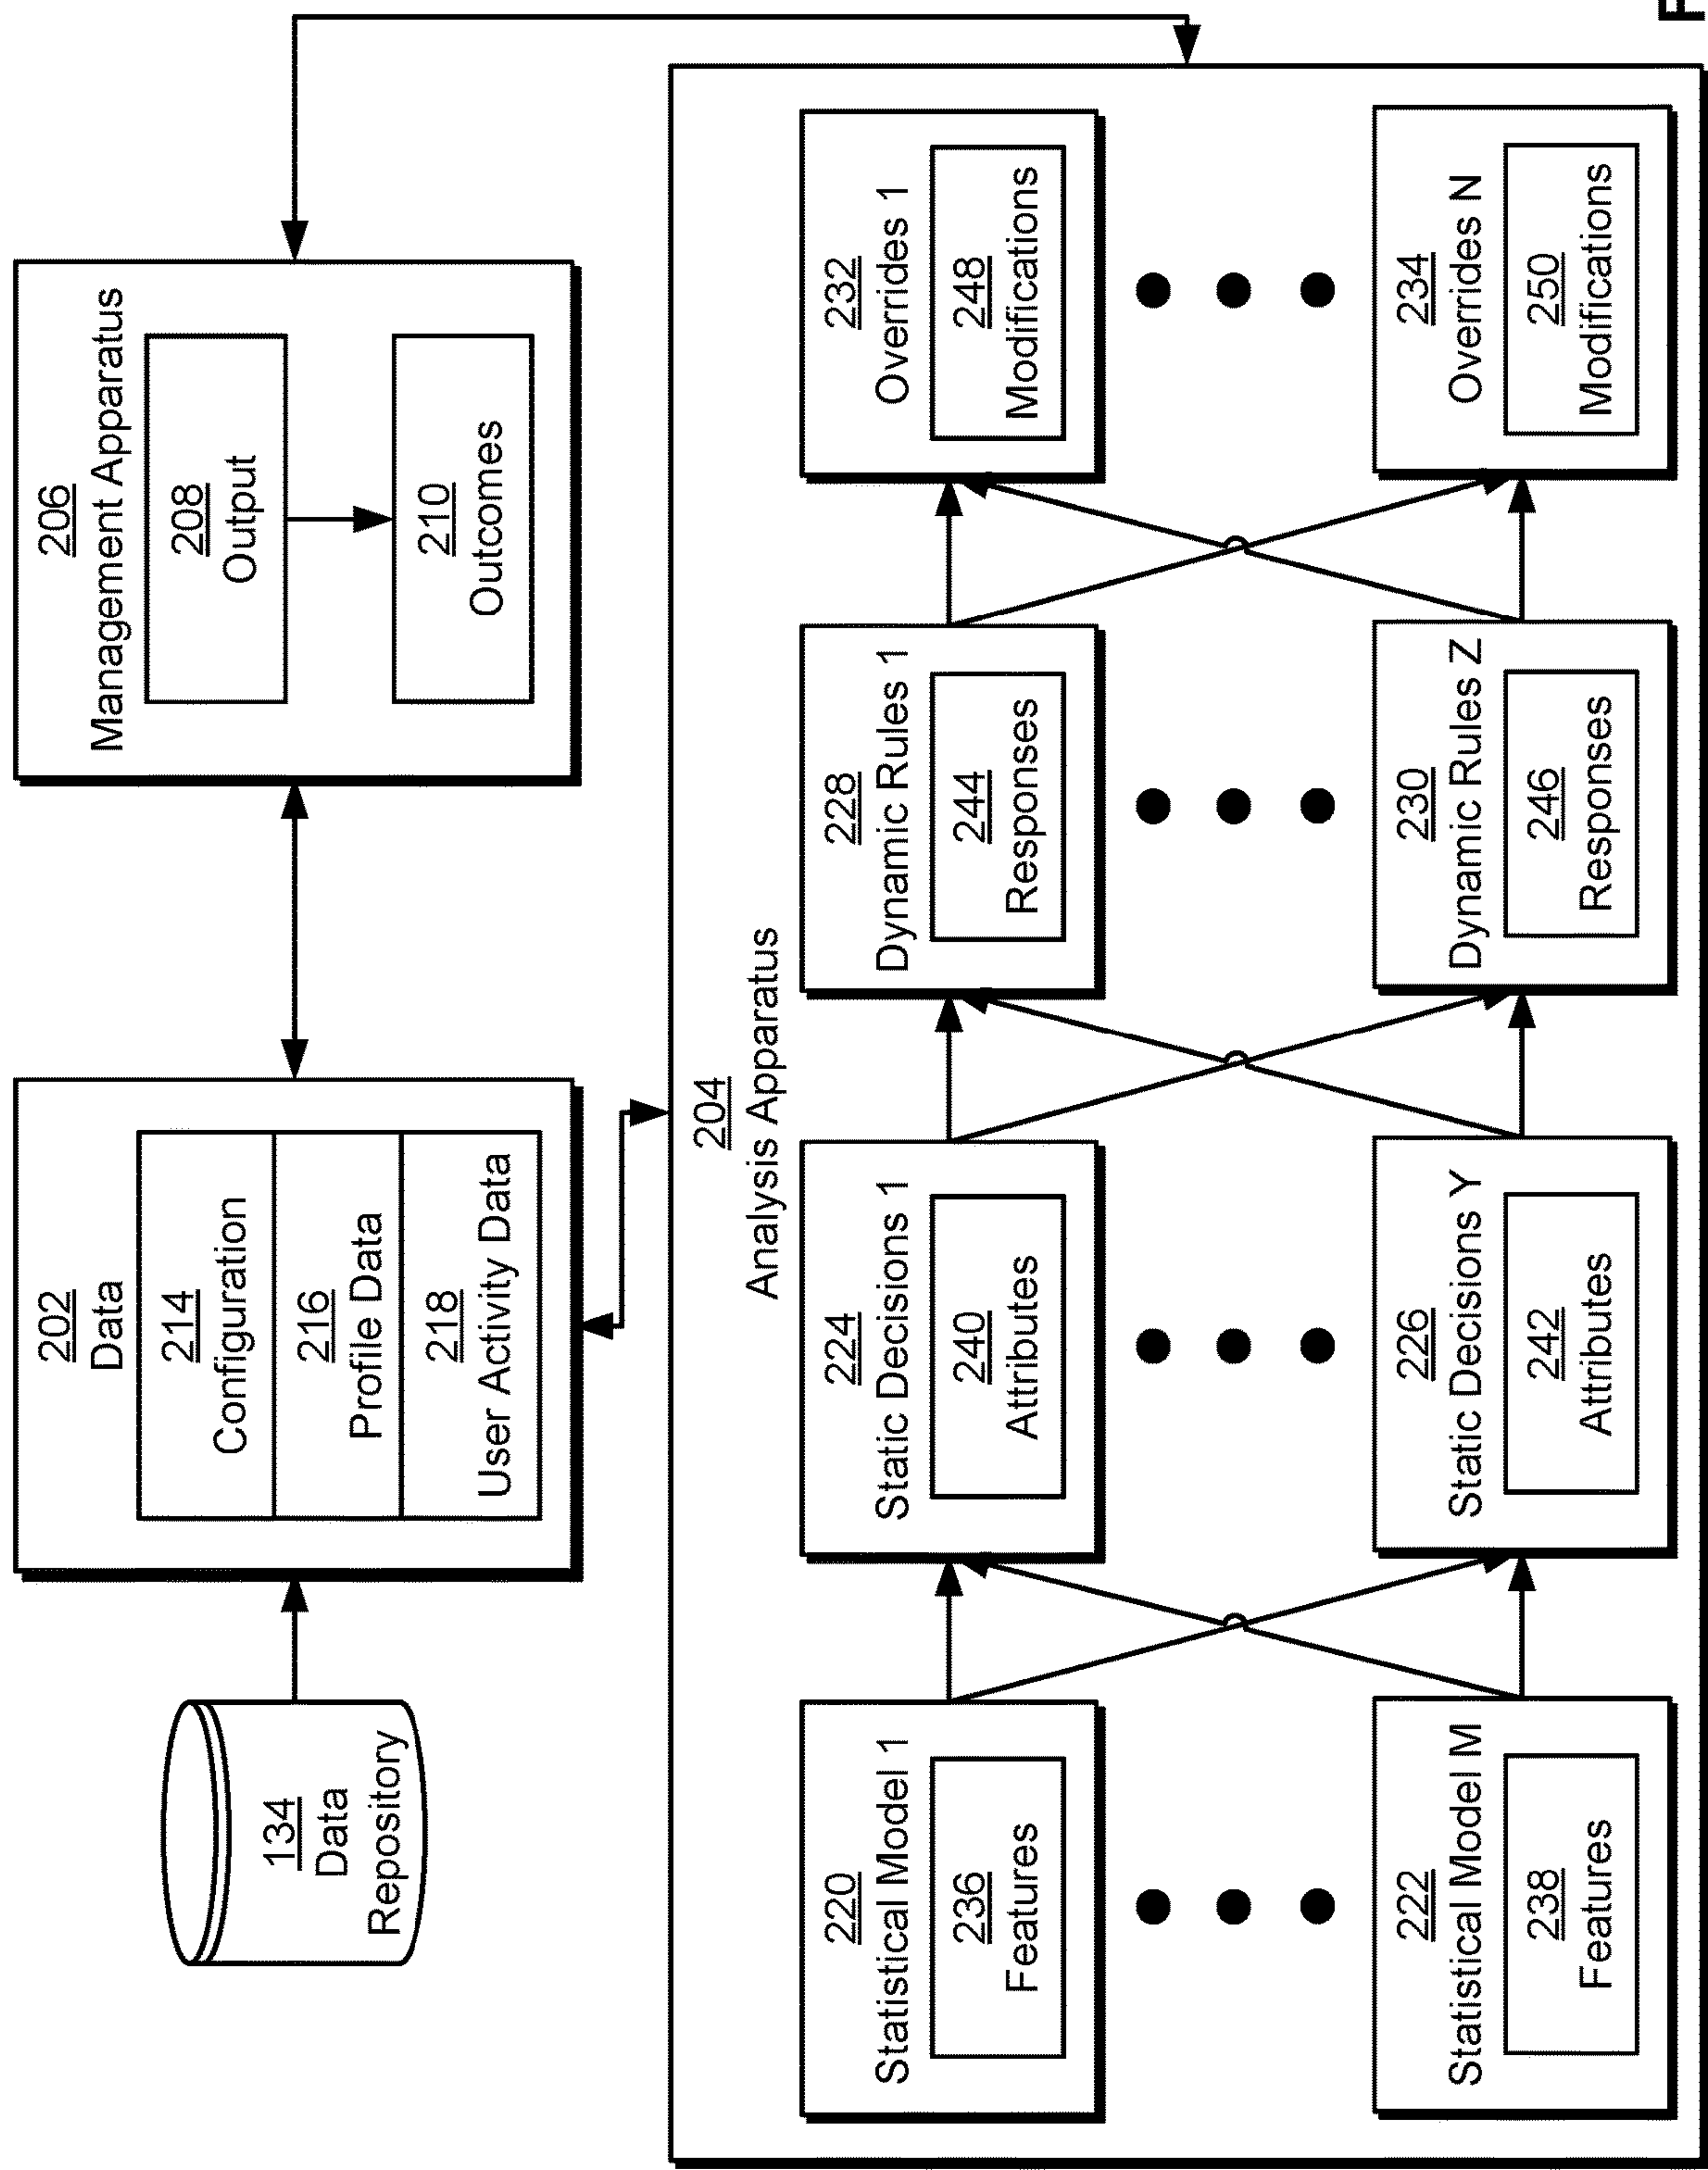 134
Data
Repository
202
Data
214
Configuration
216
Profile Data
218
User Activity Data
206
Management Apparatus
208
Output
210
Outcomes
204
Analysis Apparatus
220
Statistical Model 1
236
Features
224
Static Decisions 1
240
Attributes
228
Dynamic Rules 1
244
Responses
232
Overrides 1
248
Modifications
222
Statistical Model M
238
Features
226
Static Decisions Y
242
Attributes
230
Dynamic Rules Z
246
Responses
234
Overrides N
250
Modifications